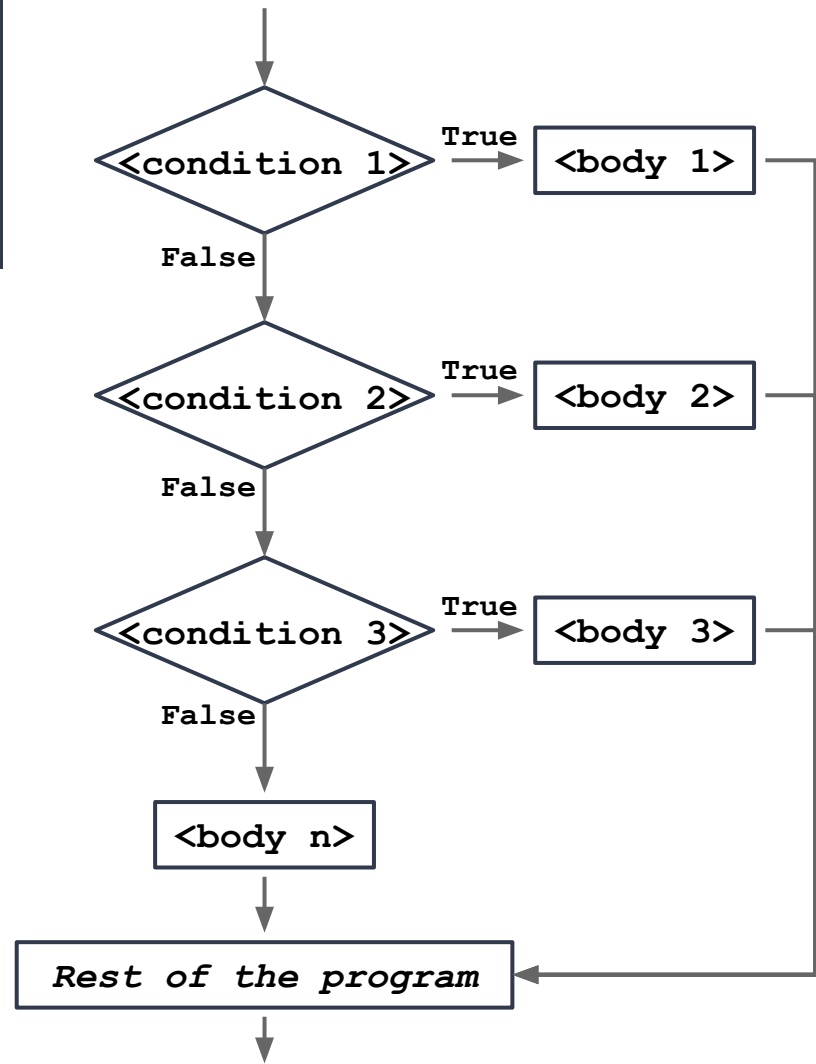 True
<condition 1>
<body 1>
False
True
<condition 2>
<body 2>
False
True
<condition 3>
<body 3>
False
<body n>
Rest of the program